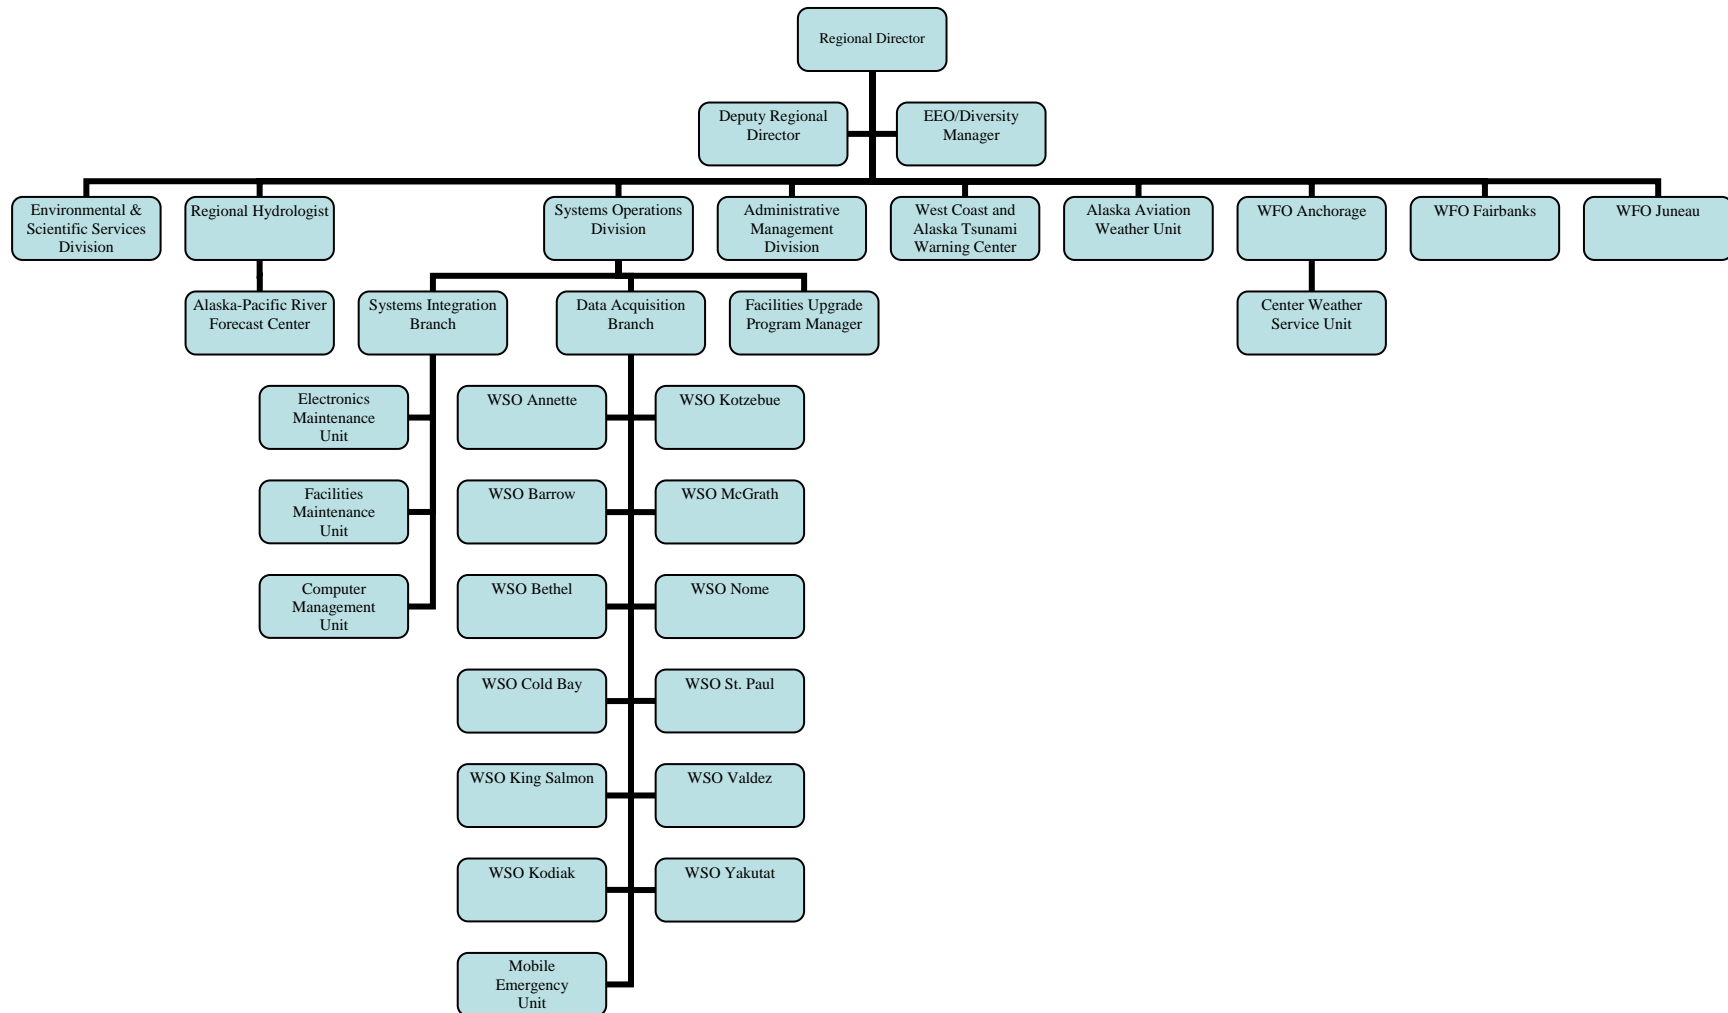 Regional Director
Deputy Regional
Director
EEO/Diversity
Manager
Environmental &
Scientific Services
Division
Regional Hydrologist
Systems Operations
Division
Administrative
Management
Division
West Coast and
Alaska Tsunami
Warning Center
Alaska Aviation
Weather Unit
WFO Anchorage
WFO Fairbanks
WFO Juneau
Alaska-Pacific River
Forecast Center
Systems Integration
Branch
Data Acquisition
Branch
Facilities Upgrade
Program Manager
Center Weather
Service Unit
Electronics
Maintenance
Unit
WSO Annette
WSO Kotzebue
Facilities
Maintenance
Unit
WSO Barrow
WSO McGrath
Computer
Management
Unit
WSO Bethel
WSO Nome
WSO Cold Bay
WSO St. Paul
WSO King Salmon
WSO Valdez
WSO Kodiak
WSO Yakutat
Mobile
Emergency
Unit